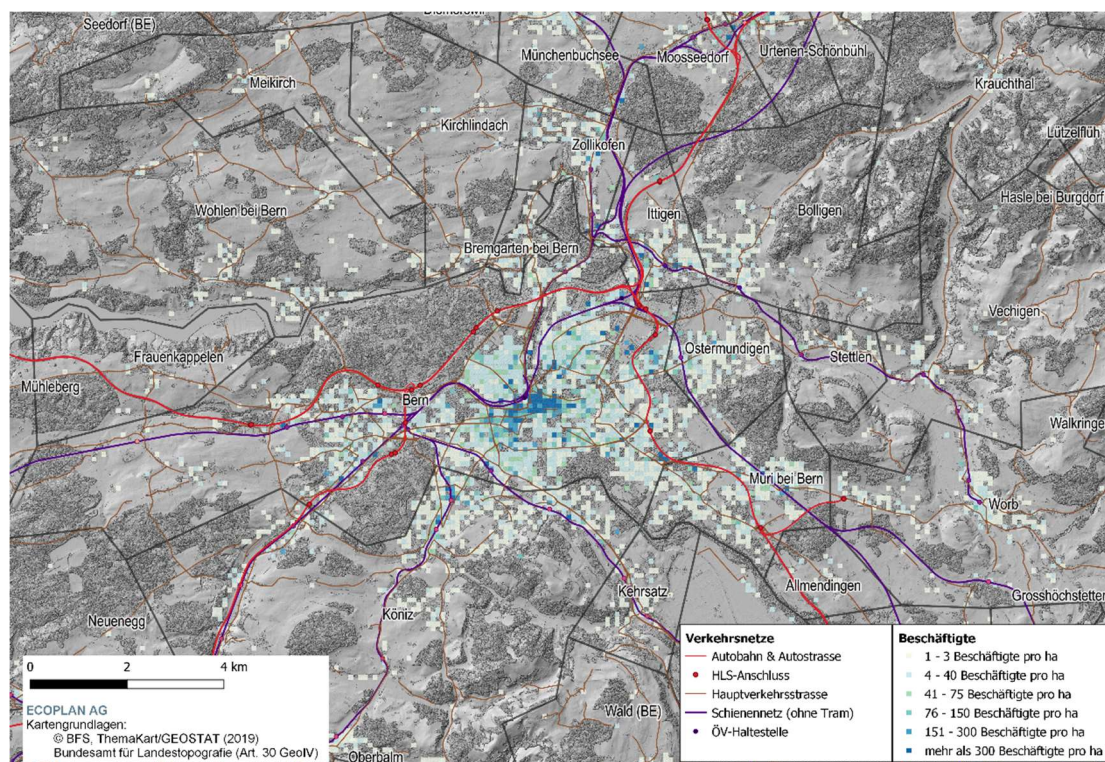 Diemerswil
Seedorf (BE)
Münchenbuchsee
Moosseedorf
Urtenen-Schönbühl
Meikirch
Krauchthal
Kirchlindach
Zollikofen
Lützelflüh
Wohlen bei Bern
Ittigen
Bolligen
Hasle bei Burgdorf
Bremgarten bei Bern
Vechigen
Frauenkappelen
Ostermundigen
Stettlen
Mühleberg
Bern
Walkringe
Muri bei Bern
Worb
Allmendingen
Kehrsatz
Grosshöchstetten
Neuenegg
Köniz
Wald (BE)
Oberbalm
0 2 4 km
ECOPLAN AG
Kartengrundlagen:
© BFS, ThemaKart/GEOSTAT (2019)
Bundesamt für Landestopografie (Art. 30 GeoIV)
Verkehrsnetze
Autobahn & Autostrasse
HLS-Anschluss
Hauptverkehrsstrasse
Schienennetz (ohne Tram)
ÖV-Haltestelle
Beschäftigte
1 - 3 Beschäftigte pro ha
4 - 40 Beschäftigte pro ha
41 - 75 Beschäftigte pro ha
76 - 150 Beschäftigte pro ha
151 - 300 Beschäftigte pro ha
mehr als 300 Beschäftigte pro ha